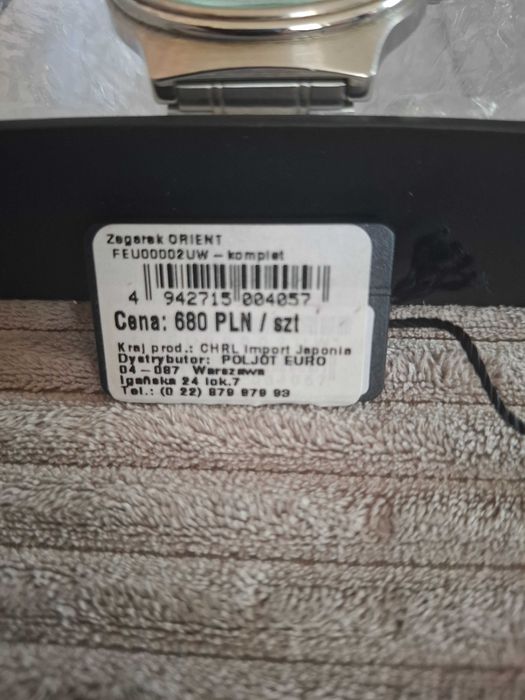 Zegarek ORIENT
FEU00002UW – komplet
4 942715 004057
Cena: 680 PLN / szt
Kraj prod.: CHRL Import Japonia
Dystrybutor: POLJOT EURO
04–087 Warszawa
Igańska 24 lok.7
Tel.: (0 22) 879 879 93